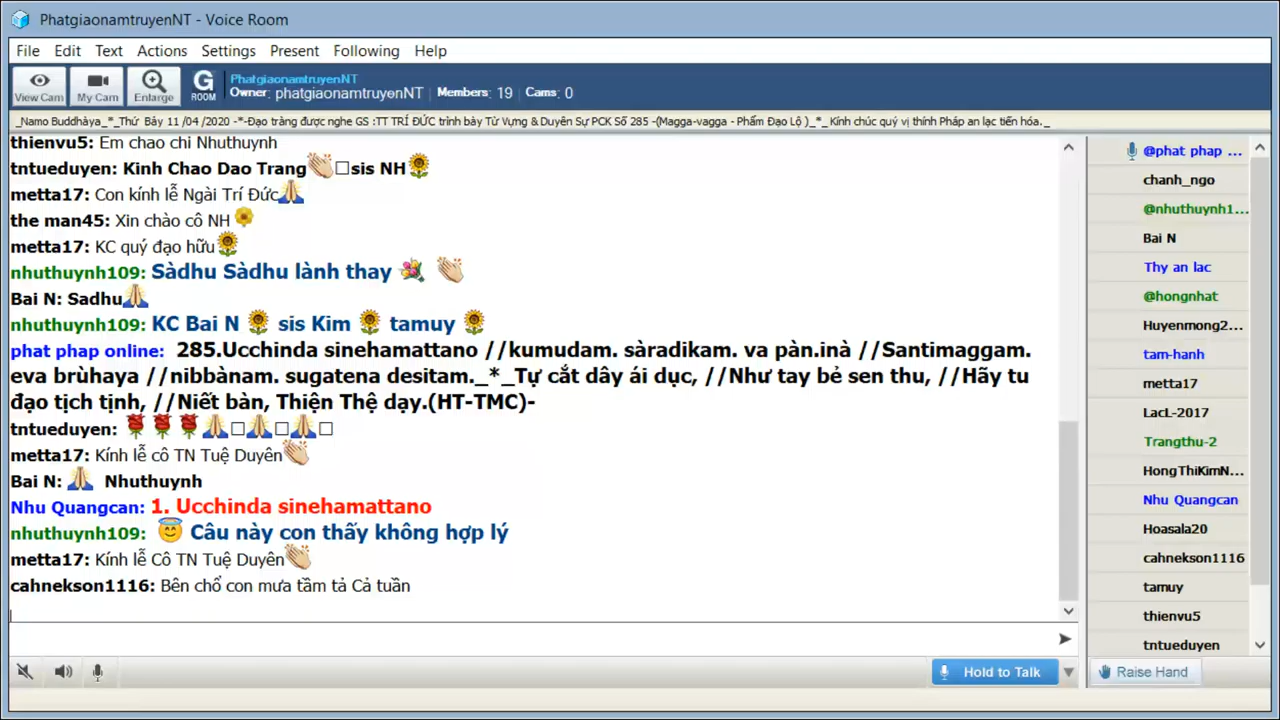 PhatgiaonamtruyenNT - Voice Room
File Edit Text Actions Settings Present Following Help
View Cam My Cam Enlarge G ROOM PhatgiaonamtruyenNT
Owner: phatgiaonamtruyenNT Members: 19 Cams: 0
_Namo Buddhàya_*_Thứ Bảy 11 /04 /2020 -*-Đạo tràng được nghe GS :TT TRÍ ĐỨC trình bày Từ Vựng & Duyên Sự PCK Số 285 -(Magga-vagga - Phẩm Đạo Lộ )_*_ Kính chúc quý vị thính Pháp an lạc tiến hóa._
thienvu5: Em chao chi Nhuthuynh
tntueduyen: Kinh Chao Dao Trang sis NH
metta17: Con kính lễ Ngài Trí Đức
the man45: Xin chào cô NH
metta17: KC quý đạo hữu
nhuthuynh109: Sàdhu Sàdhu lành thay
Bai N: Sadhu
nhuthuynh109: KC Bai N sis Kim tamuy
phat phap online: 285.Ucchinda sinehamattano //kumudam. sàradikam. va pàn.inà //Santimaggam.
eva brùhaya //nibbànam. sugatena desitam._*_Tự cắt dây ái dục, //Như tay bẻ sen thu, //Hãy tu
đạo tịch tịnh, //Niết bàn, Thiện Thệ dạy.(HT-TMC)-
tntueduyen:
metta17: Kính lễ cô TN Tuệ Duyên
Bai N: Nhuthuynh
Nhu Quangcan: 1. Ucchinda sinehamattano
nhuthuynh109: Câu này con thấy không hợp lý
metta17: Kính lễ Cô TN Tuệ Duyên
cahnekson1116: Bên chổ con mưa tầm tả Cả tuần
@phat phap ...
chanh_ngo
@nhuthuynh1...
Bai N
Thy an lac
@hongnhat
Huyenmong2...
tam-hanh
metta17
LacL-2017
Trangthu-2
HongThiKimN...
Nhu Quangcan
Hoasala20
cahnekson1116
tamuy
thienvu5
tntueduyen
Hold to Talk Raise Hand